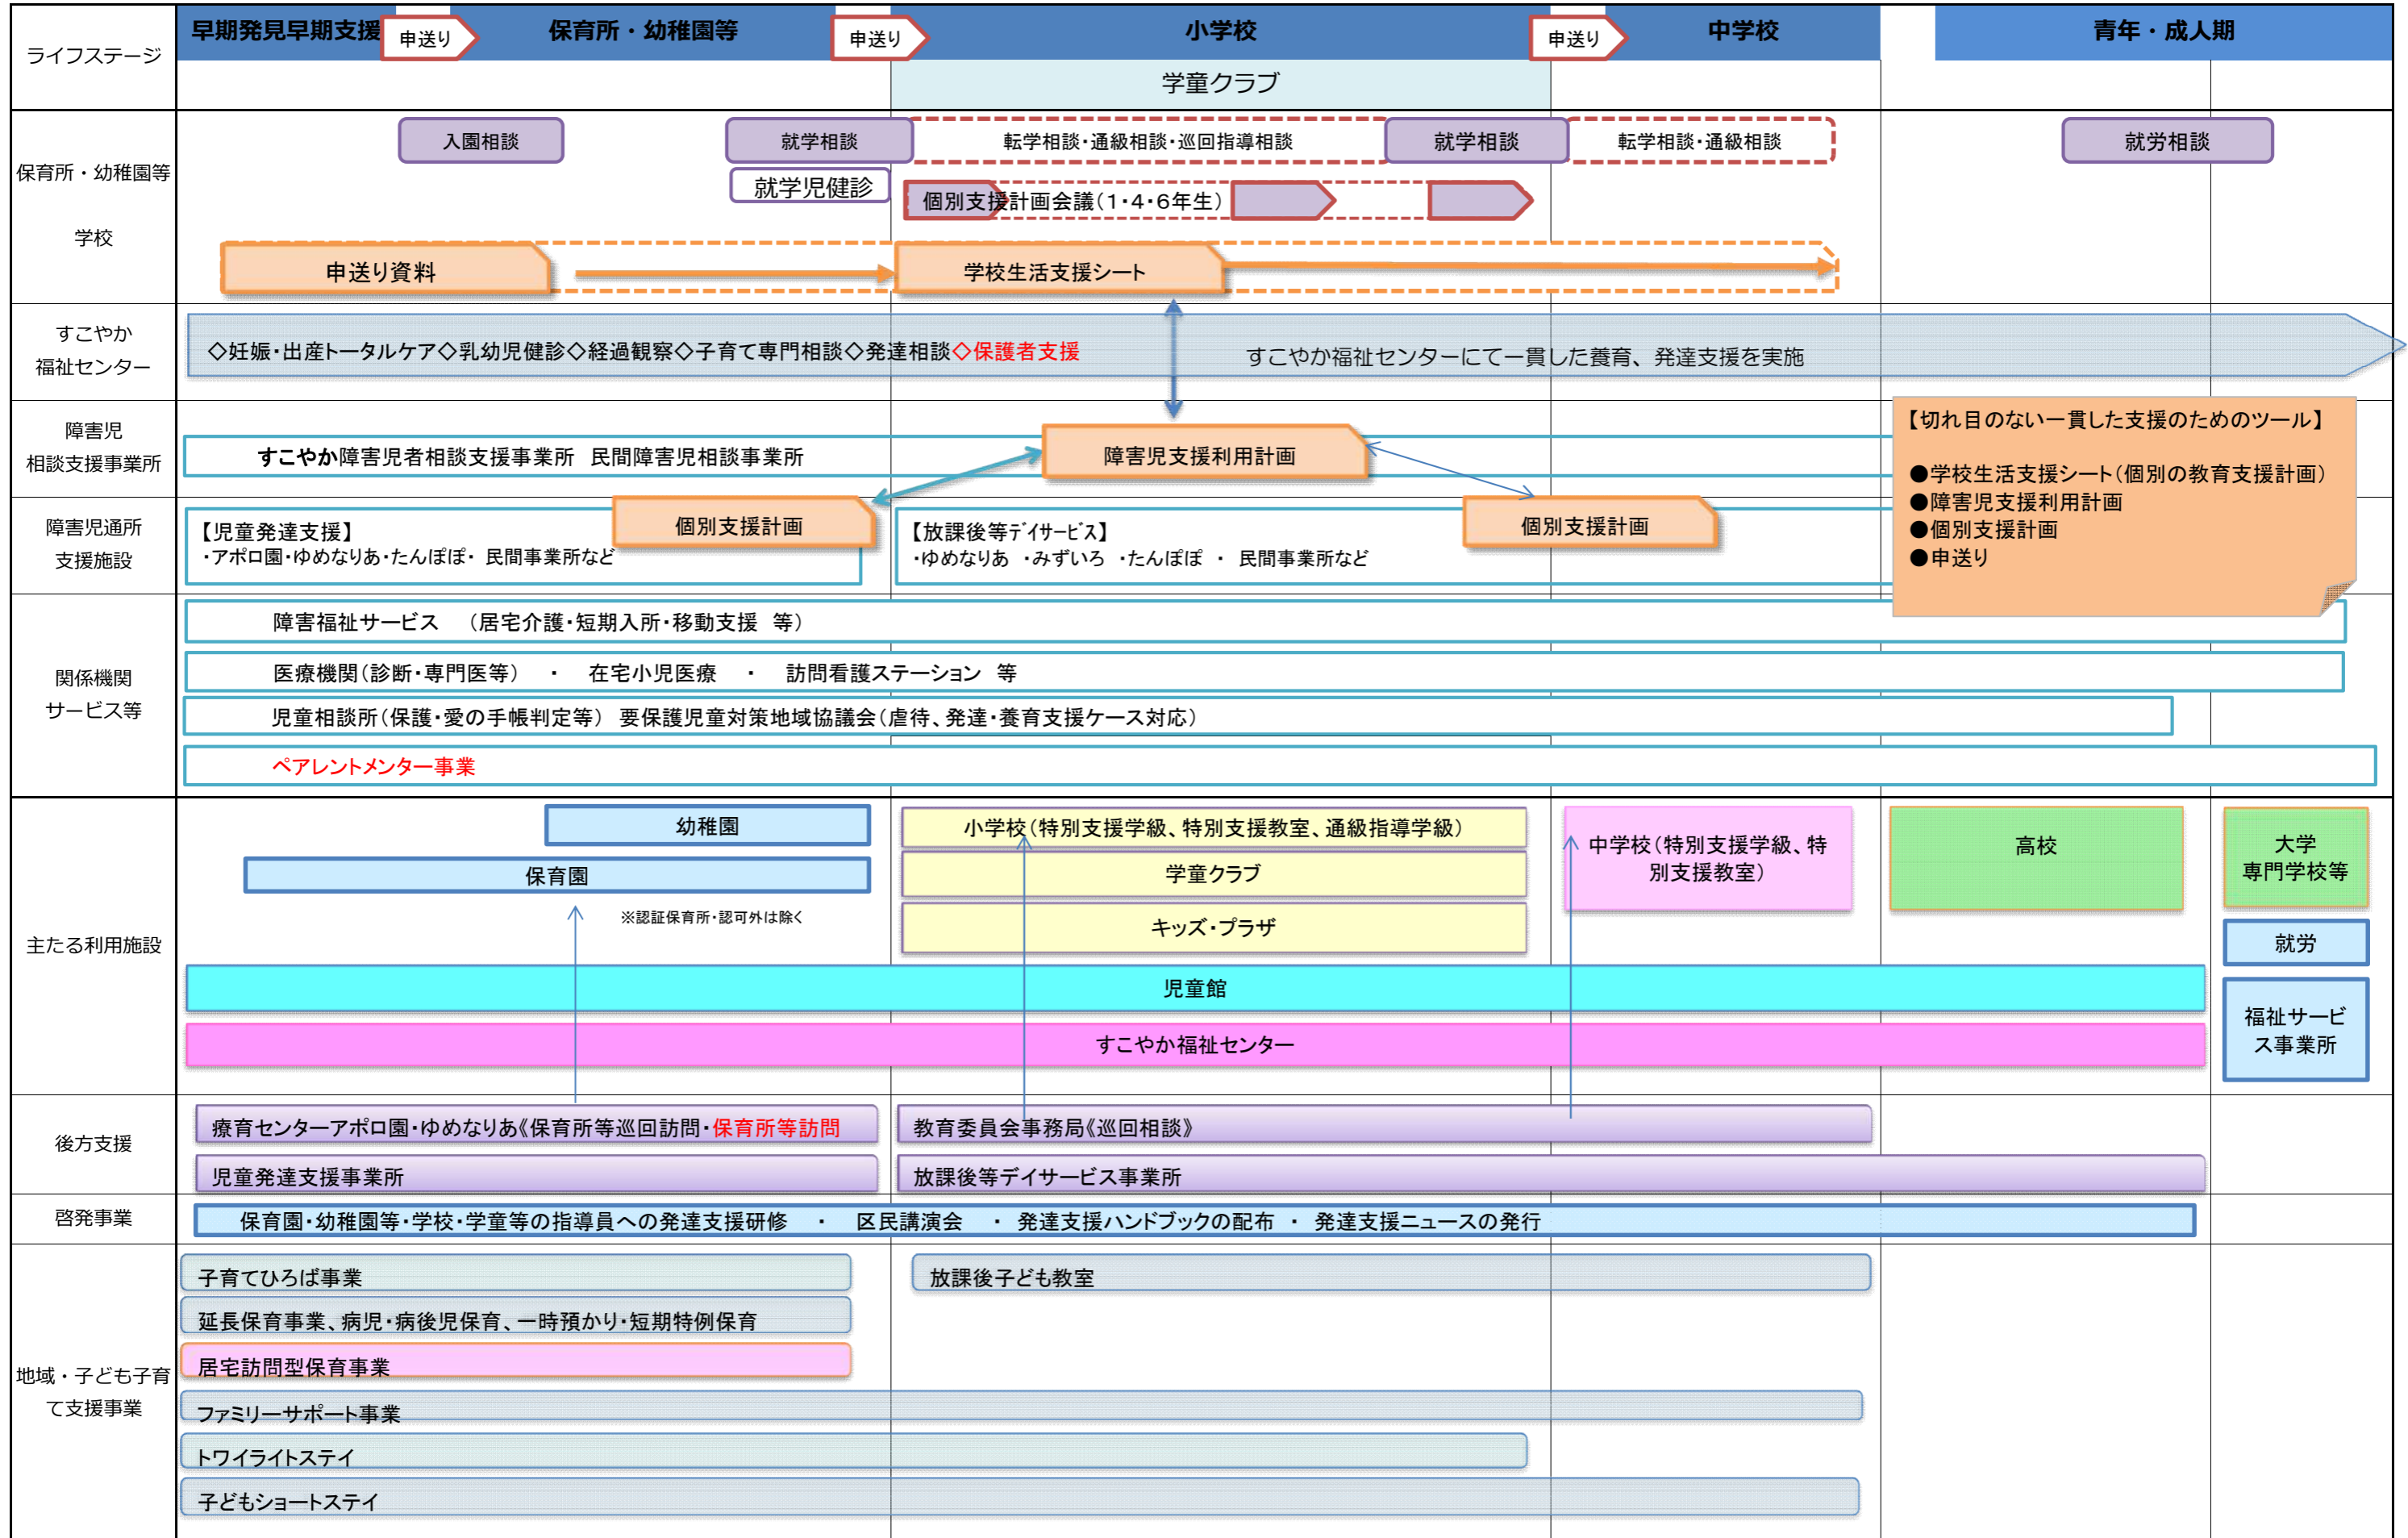 ライフステージ
早期発見早期支援
申送り
保育所・幼稚園等
申送り
小学校
申送り
中学校
青年・成人期
学童クラブ
保育所・幼稚園等
学校
入園相談
就学相談
転学相談・通級相談・巡回指導相談
就学相談
転学相談・通級相談
就労相談
就学児健診
個別支援計画会議（1・4・6年生）
申送り資料
学校生活支援シート
すこやか
福祉センター
◇妊娠・出産トータルケア◇乳幼児健診◇経過観察◇子育て専門相談◇発達相談◇保護者支援
すこやか福祉センターにて一貫した養育、発達支援を実施
障害児
相談支援事業所
すこやか障害児者相談支援事業所　民間障害児相談事業所
障害児支援利用計画
【切れ目のない一貫した支援のためのツール】
●学校生活支援シート（個別の教育支援計画）
●障害児支援利用計画
●個別支援計画
●申送り
障害児通所
支援施設
【児童発達支援】
・アポロ園・ゆめなりあ・たんぽぽ・ 民間事業所など
個別支援計画
【放課後等デイサービス】
・ゆめなりあ ・みずいろ ・たんぽぽ ・ 民間事業所など
個別支援計画
関係機関
サービス等
障害福祉サービス　（居宅介護・短期入所・移動支援　等）
医療機関（診断・専門医等）　・　在宅小児医療　・　訪問看護ステーション　等
児童相談所（保護・愛の手帳判定等）　要保護児童対策地域協議会（虐待、発達・養育支援ケース対応）
ペアレントメンター事業
主たる利用施設
幼稚園
保育園
※認証保育所・認可外は除く
小学校（特別支援学級、特別支援教室、通級指導学級）
学童クラブ
キッズ・プラザ
中学校（特別支援学級、特
別支援教室）
高校
大学
専門学校等
就労
福祉サービ
ス事業所
児童館
すこやか福祉センター
後方支援
療育センターアポロ園・ゆめなりあ《保育所等巡回訪問・保育所等訪問
教育委員会事務局《巡回相談》
児童発達支援事業所
放課後等デイサービス事業所
啓発事業
保育園・幼稚園等・学校・学童等の指導員への発達支援研修　・　区民講演会　・ 発達支援ハンドブックの配布 ・ 発達支援ニュースの発行
地域・子ども子育
て支援事業
子育てひろば事業
放課後子ども教室
延長保育事業、病児・病後児保育、一時預かり・短期特例保育
居宅訪問型保育事業
ファミリーサポート事業
トワイライトステイ
子どもショートステイ